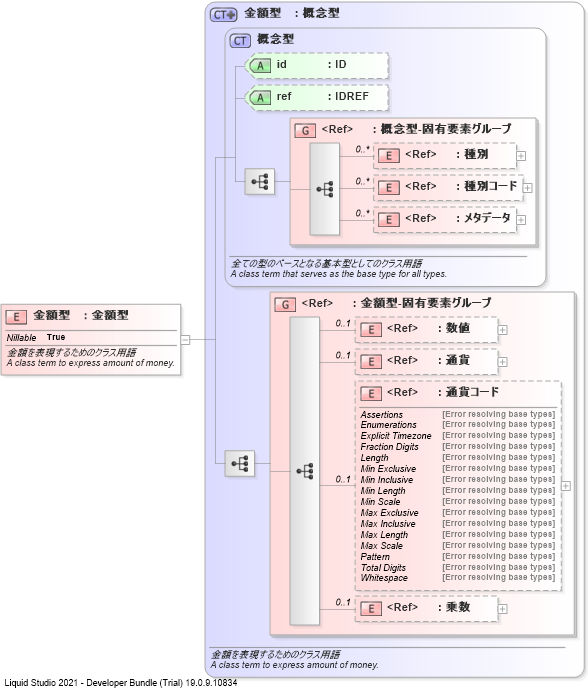 CT 金額型 : 概念型
CT 概念型
A id : ID
A ref : IDREF
G <Ref> : 概念型-固有要素グループ
0..* E <Ref> : 種別
0..* E <Ref> : 種別コード
0..* E <Ref> : メタデータ
全ての型のベースとなる基本型としてのクラス用語
A class term that serves as the base type for all types.
E 金額型 : 金額型
Nillable True
金額を表現するためのクラス用語
A class term to express amount of money.
G <Ref> : 金額型-固有要素グループ
0..1 E <Ref> : 数値
0..1 E <Ref> : 通貨
E <Ref> : 通貨コード
Assertions [Error resolving base types]
Enumerations [Error resolving base types]
Explicit Timezone [Error resolving base types]
Fraction Digits [Error resolving base types]
Length [Error resolving base types]
Min Exclusive [Error resolving base types]
0..1 Min Inclusive [Error resolving base types]
Min Length [Error resolving base types]
Min Scale [Error resolving base types]
Max Exclusive [Error resolving base types]
Max Inclusive [Error resolving base types]
Max Length [Error resolving base types]
Max Scale [Error resolving base types]
Pattern [Error resolving base types]
Total Digits [Error resolving base types]
Whitespace [Error resolving base types]
0..1 E <Ref> : 乗数
金額を表現するためのクラス用語
A class term to express amount of money.
Liquid Studio 2021 - Developer Bundle (Trial) 19.0.9.10834